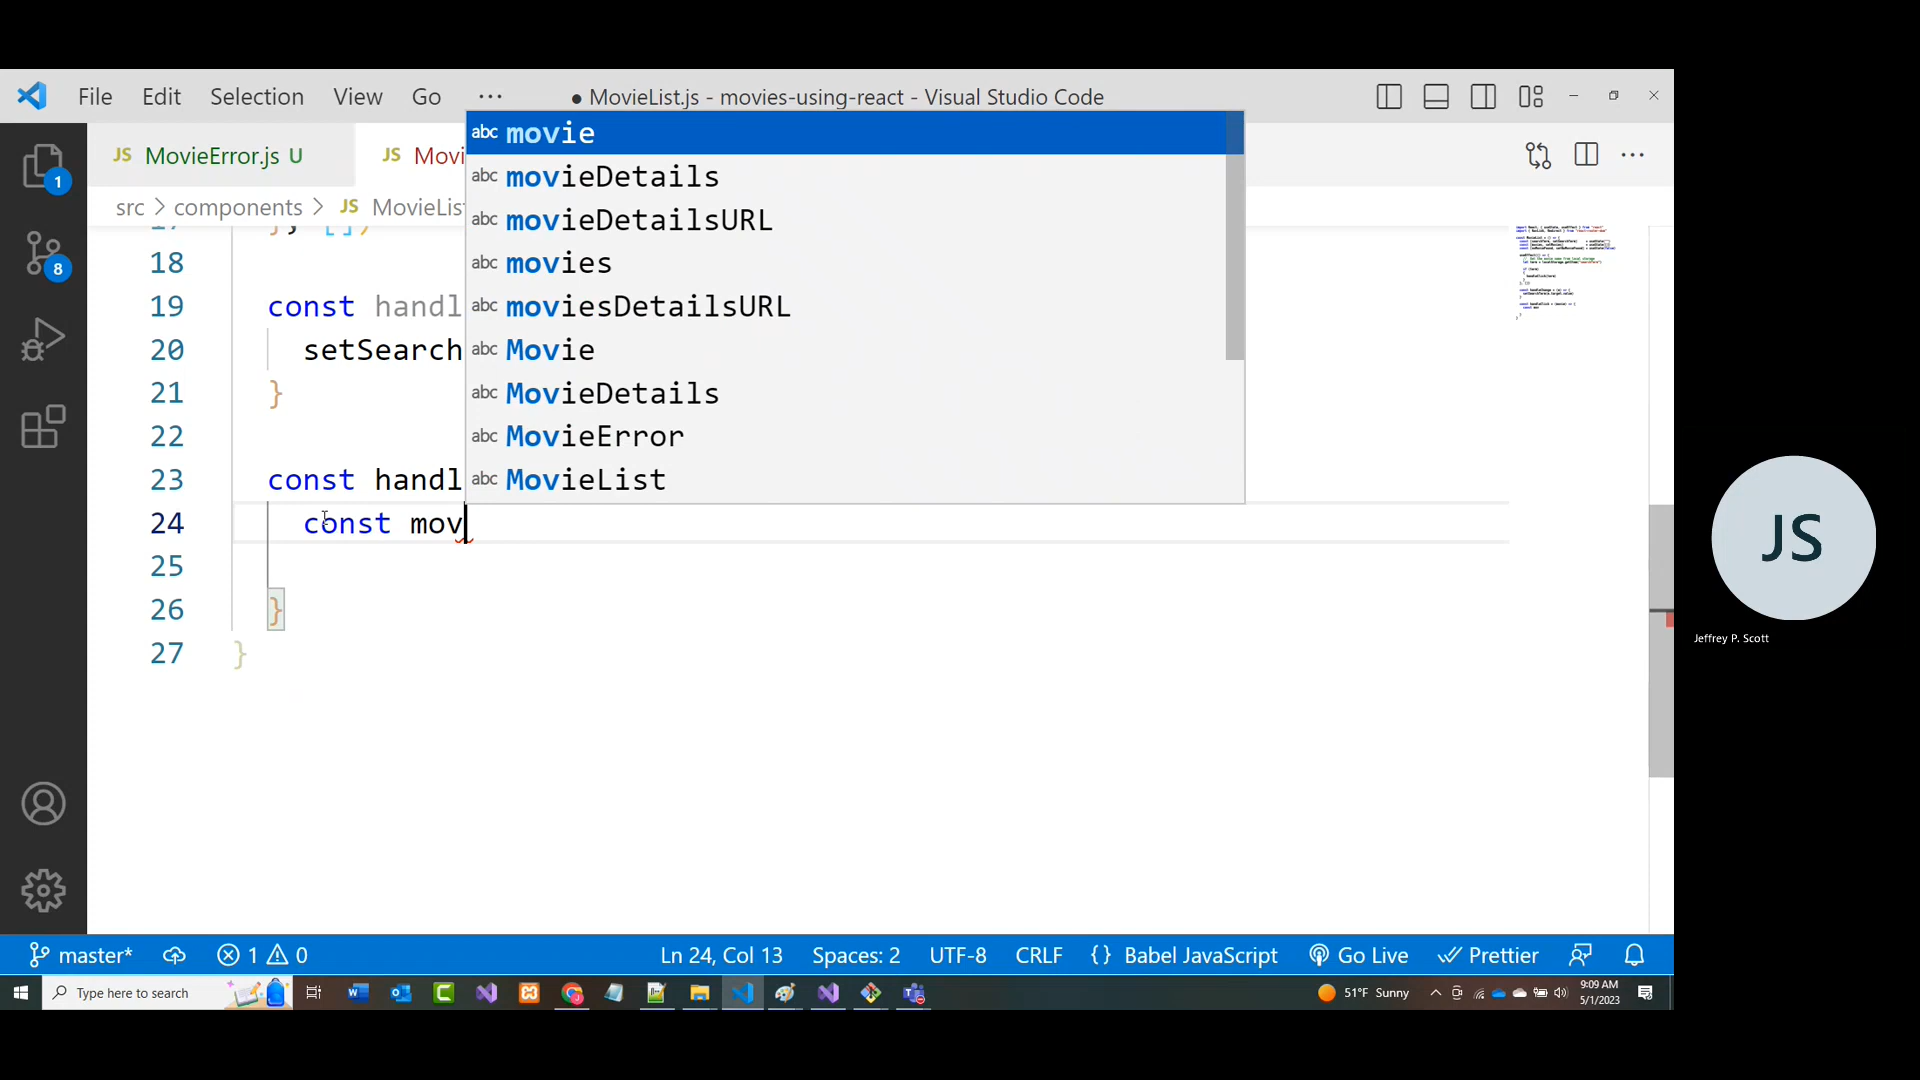 File Edit Selection View Go ··· ● MovieList.js - movies-using-react - Visual Studio Code
JS MovieError.js U JS Movi
src > components > JS MovieList
1
8
18
19 const handl
20 setSearch
21 }
22
23 const handl
24 const mov
25
26 }
27 }
abc movie
abc movieDetails
abc movieDetailsURL
abc movies
abc moviesDetailsURL
abc Movie
abc MovieDetails
abc MovieError
abc MovieList
JS
Jeffrey P. Scott
master* 1 0 Ln 24, Col 13 Spaces: 2 UTF-8 CRLF {} Babel JavaScript Go Live Prettier
Type here to search 51°F Sunny 9:09 AM
5/1/2023